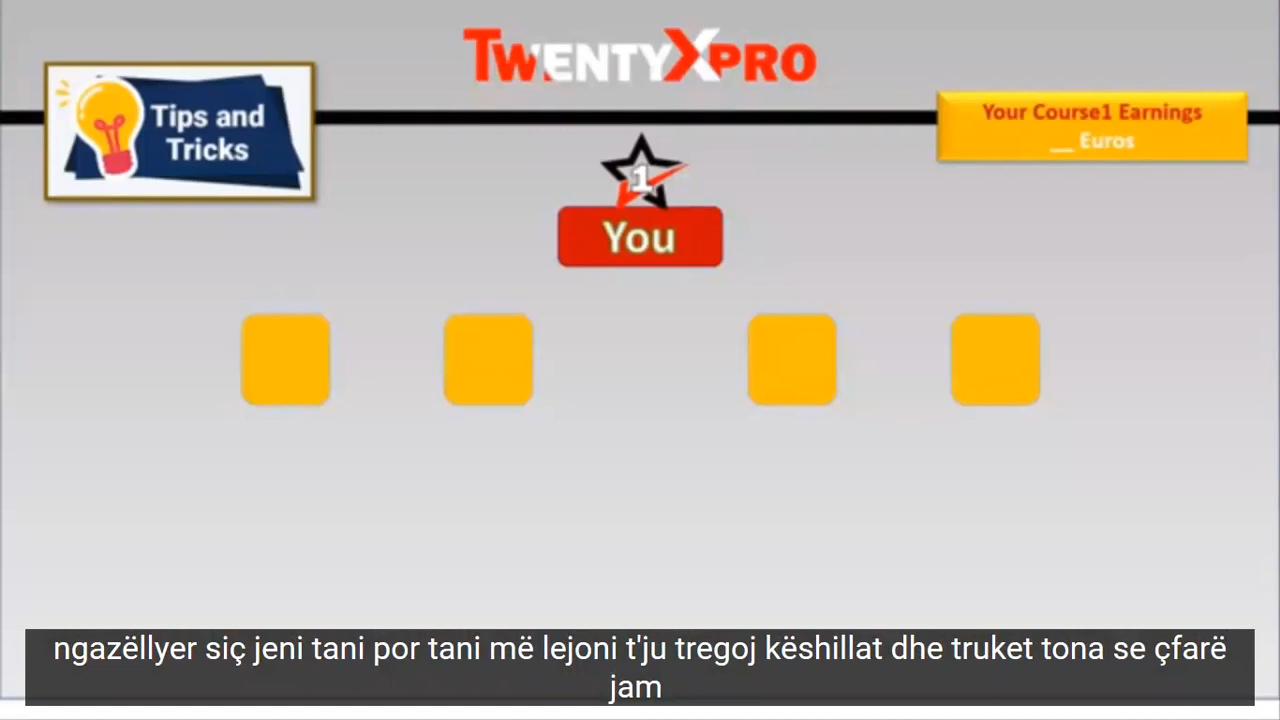 TWENTYXPRO
Tips and
Tricks
Your Course1 Earnings
__ Euros
1
You
ngazëllyer siç jeni tani por tani më lejoni t'ju tregoj këshillat dhe truket tona se çfarë
jam